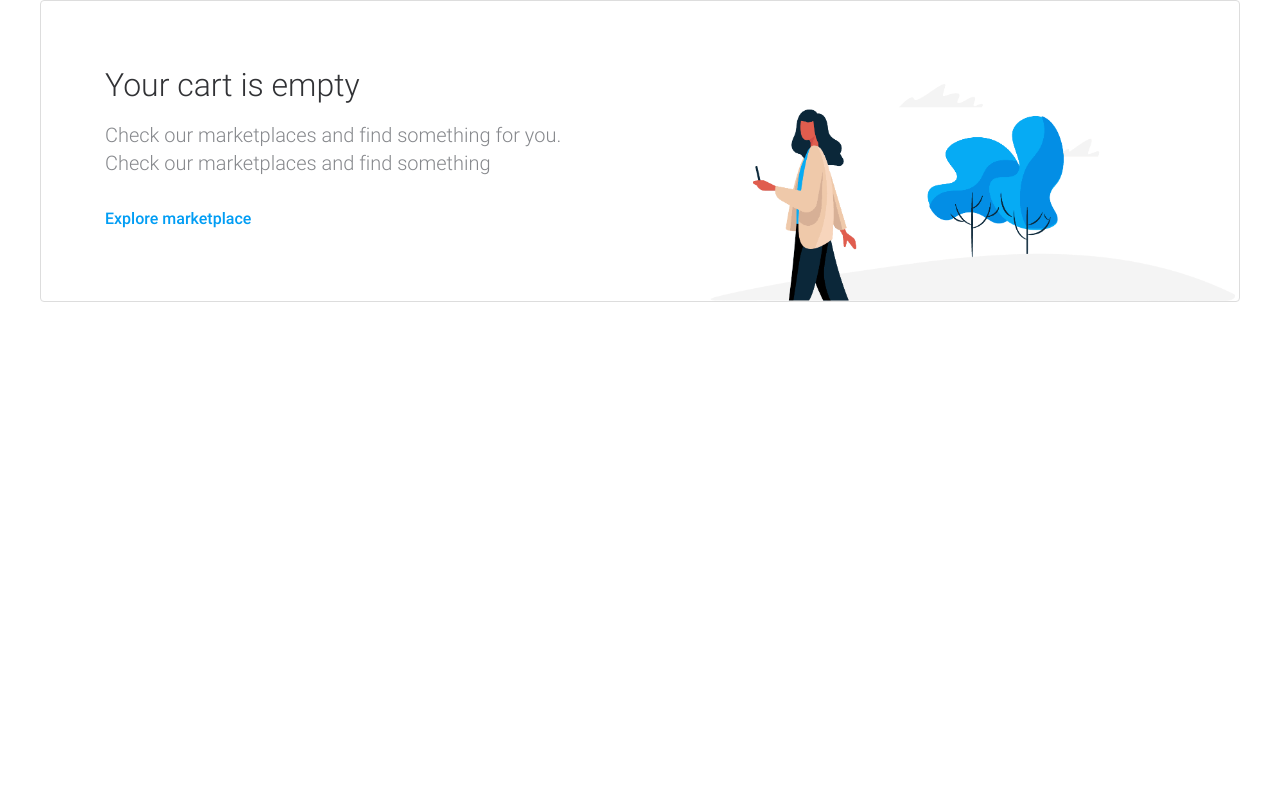 Your cart is empty
Check our marketplaces and find something for you.
Check our marketplaces and find something
Explore marketplace